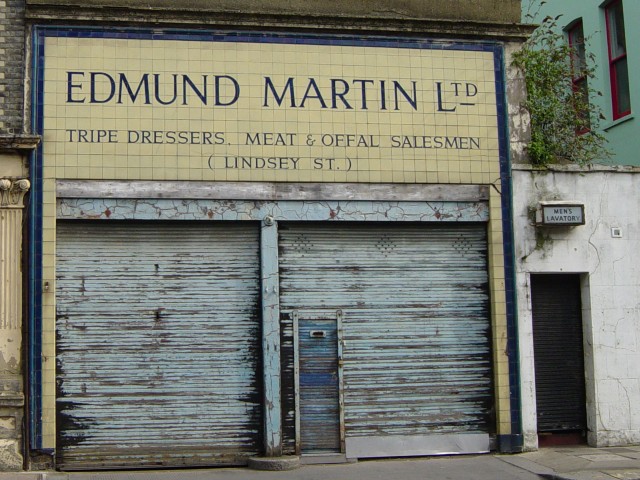 EDMUND MARTIN LTD
TRIPE DRESSERS. MEAT & OFFAL SALESMEN
( LINDSEY ST. )
MEN'S
LAVATORY